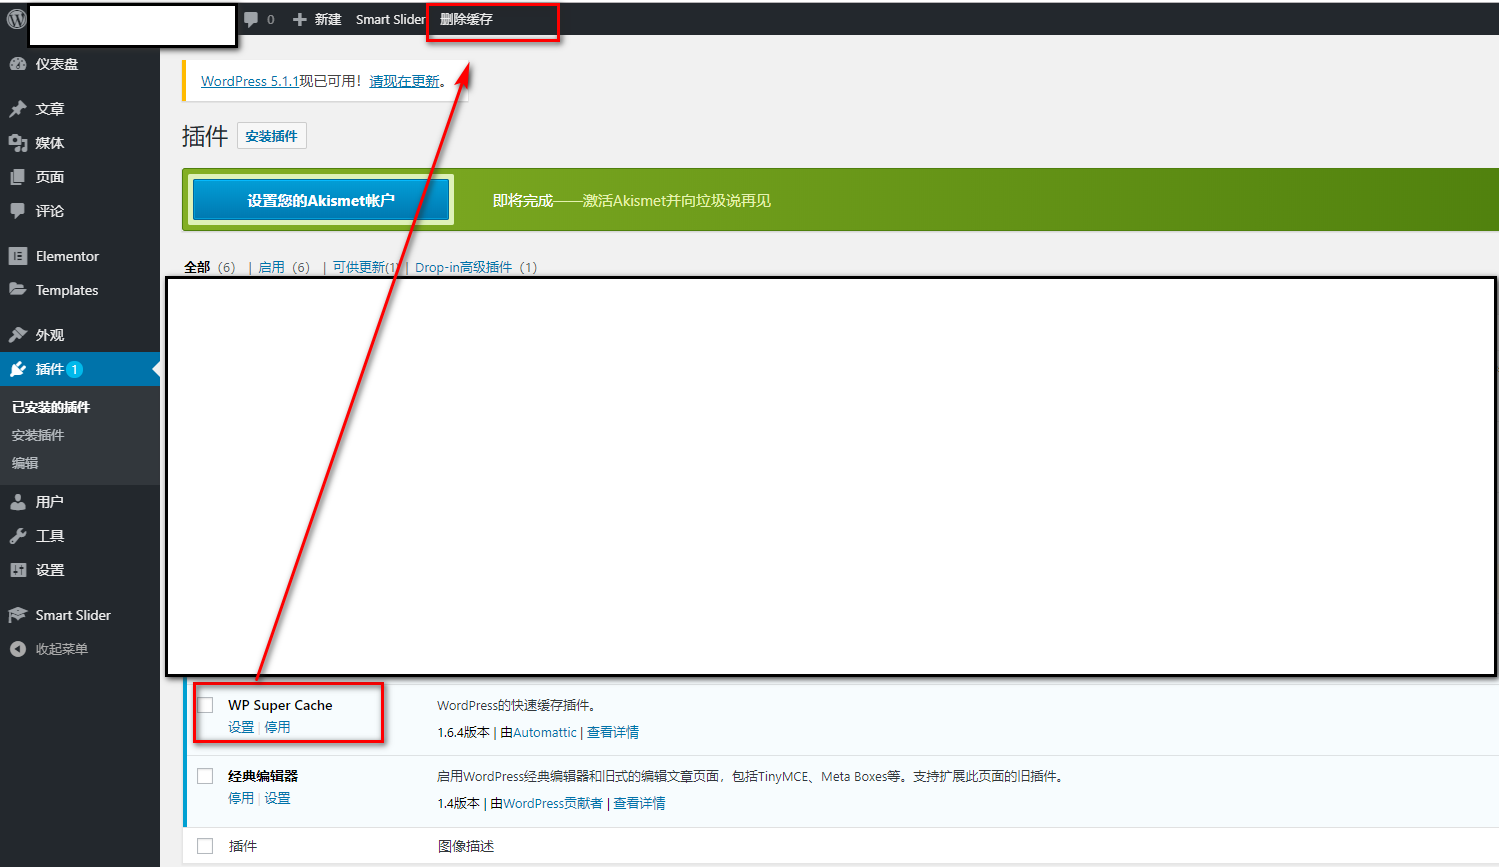 0 新建 Smart Slider 删除缓存
仪表盘
文章
媒体
页面
评论
Elementor
Templates
外观
插件 1
已安装的插件
安装插件
编辑
用户
工具
设置
Smart Slider
收起菜单
WordPress 5.1.1现已可用！请现在更新。
插件 安装插件
设置您的Akismet帐户 即将完成——激活Akismet并向垃圾说再见
全部（6） | 启用（6） | 可供更新(1) | Drop-in高级插件（1）
WP Super Cache WordPress的快速缓存插件。
设置 | 停用 1.6.4版本 | 由Automattic | 查看详情
经典编辑器 启用WordPress经典编辑器和旧式的编辑文章页面，包括TinyMCE、Meta Boxes等。支持扩展此页面的旧插件。
停用 | 设置 1.4版本 | 由WordPress贡献者 | 查看详情
插件 图像描述